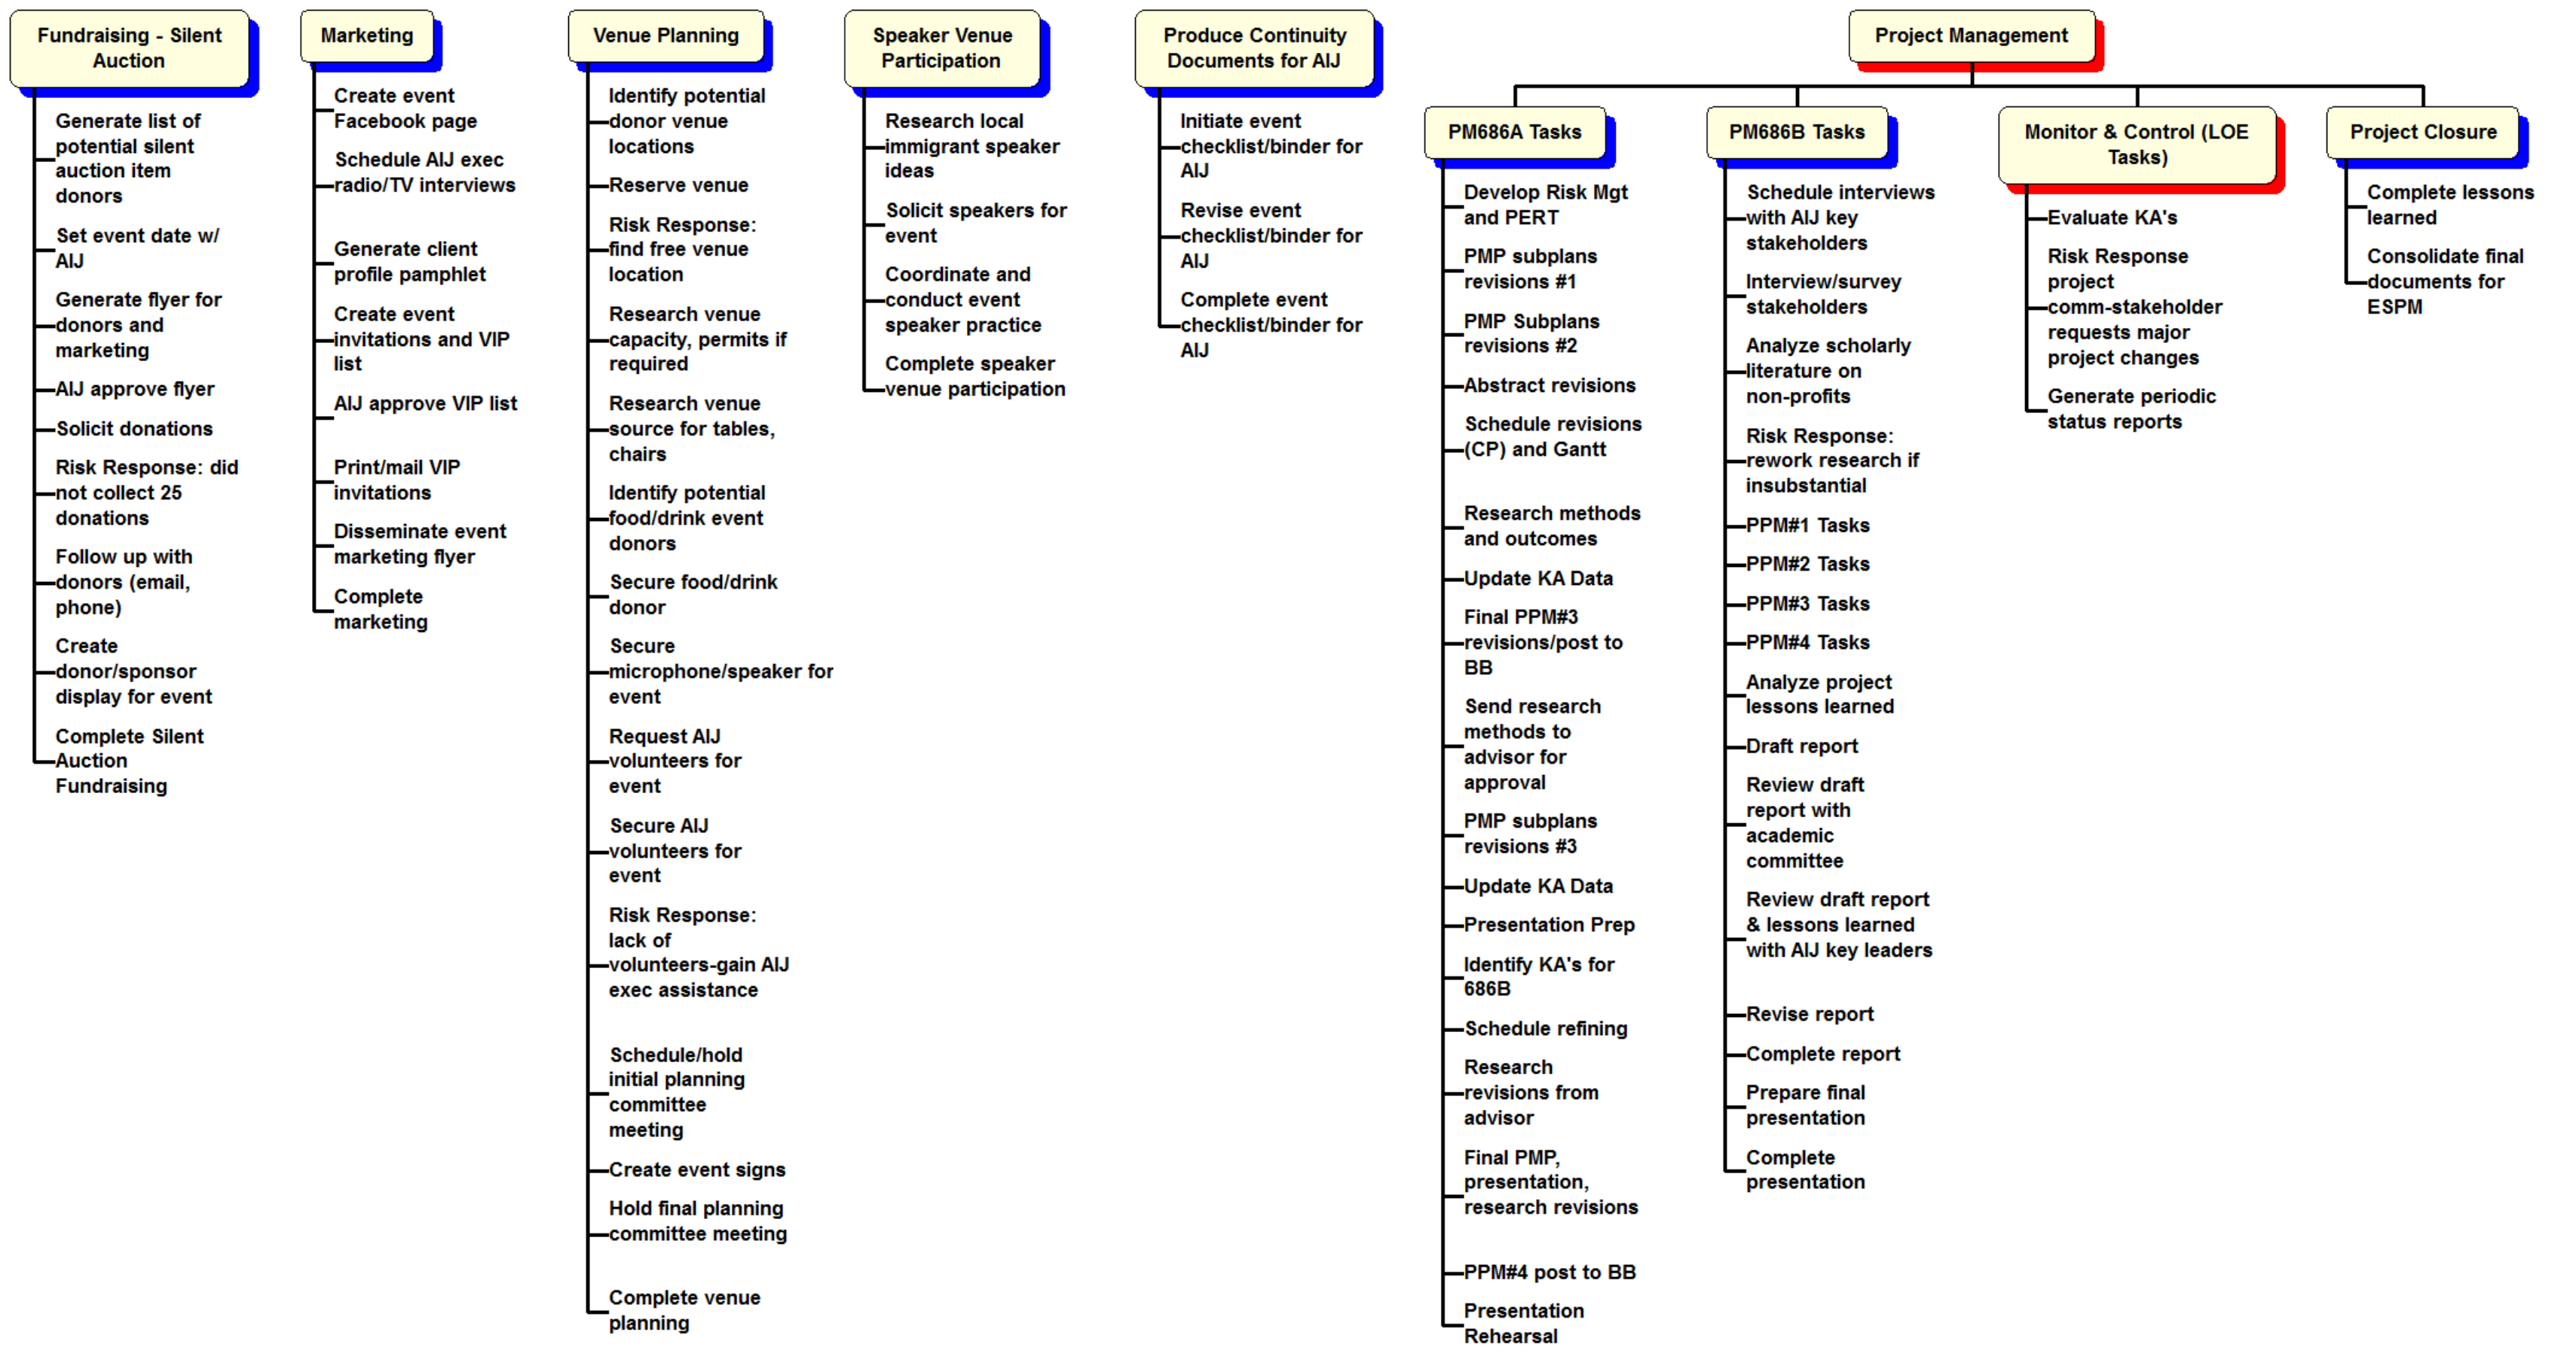 Fundraising - Silent
Auction
Generate list of
potential silent
auction item
donors
Set event date w/
AIJ
Generate flyer for
donors and
marketing
AIJ approve flyer
Solicit donations
Risk Response: did
not collect 25
donations
Follow up with
donors (email,
phone)
Create
donor/sponsor
display for event
Complete Silent
Auction
Fundraising
Marketing
Create event
Facebook page
Schedule AIJ exec
radio/TV interviews
Generate client
profile pamphlet
Create event
invitations and VIP
list
AIJ approve VIP list
Print/mail VIP
invitations
Disseminate event
marketing flyer
Complete
marketing
Venue Planning
Identify potential
donor venue
locations
Reserve venue
Risk Response:
find free venue
location
Research venue
capacity, permits if
required
Research venue
source for tables,
chairs
Identify potential
food/drink event
donors
Secure food/drink
donor
Secure
microphone/speaker for
event
Request AIJ
volunteers for
event
Secure AIJ
volunteers for
event
Risk Response:
lack of
volunteers-gain AIJ
exec assistance
Schedule/hold
initial planning
committee
meeting
Create event signs
Hold final planning
committee meeting
Complete venue
planning
Speaker Venue
Participation
Research local
immigrant speaker
ideas
Solicit speakers for
event
Coordinate and
conduct event
speaker practice
Complete speaker
venue participation
Produce Continuity
Documents for AIJ
Initiate event
checklist/binder for
AIJ
Revise event
checklist/binder for
AIJ
Complete event
checklist/binder for
AIJ
Project Management
PM686A Tasks
Develop Risk Mgt
and PERT
PMP subplans
revisions #1
PMP Subplans
revisions #2
Abstract revisions
Schedule revisions
(CP) and Gantt
Research methods
and outcomes
Update KA Data
Final PPM#3
revisions/post to
BB
Send research
methods to
advisor for
approval
PMP subplans
revisions #3
Update KA Data
Presentation Prep
Identify KA's for
686B
Schedule refining
Research
revisions from
advisor
Final PMP,
presentation,
research revisions
PPM#4 post to BB
Presentation
Rehearsal
PM686B Tasks
Schedule interviews
with AIJ key
stakeholders
Interview/survey
stakeholders
Analyze scholarly
literature on
non-profits
Risk Response:
rework research if
insubstantial
PPM#1 Tasks
PPM#2 Tasks
PPM#3 Tasks
PPM#4 Tasks
Analyze project
lessons learned
Draft report
Review draft
report with
academic
committee
Review draft report
& lessons learned
with AIJ key leaders
Revise report
Complete report
Prepare final
presentation
Complete
presentation
Monitor & Control (LOE
Tasks)
Evaluate KA's
Risk Response
project
comm-stakeholder
requests major
project changes
Generate periodic
status reports
Project Closure
Complete lessons
learned
Consolidate final
documents for
ESPM